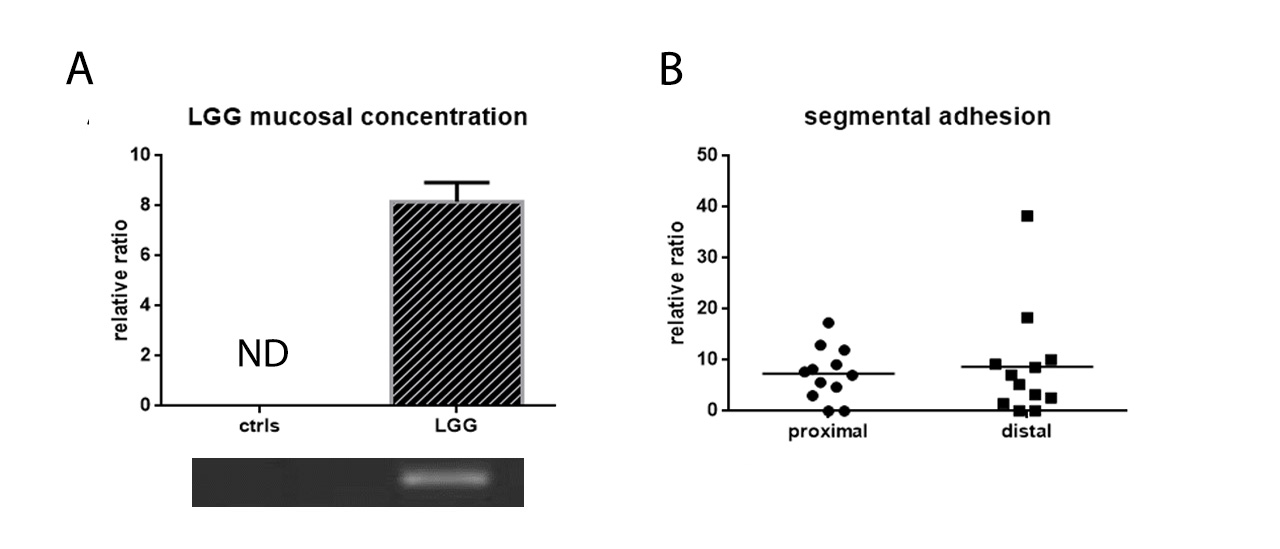 A
LGG mucosal concentration
relative ratio
10
8
6
4
2
0
ND
ctrls
LGG
B
segmental adhesion
relative ratio
50
40
30
20
10
0
proximal
distal